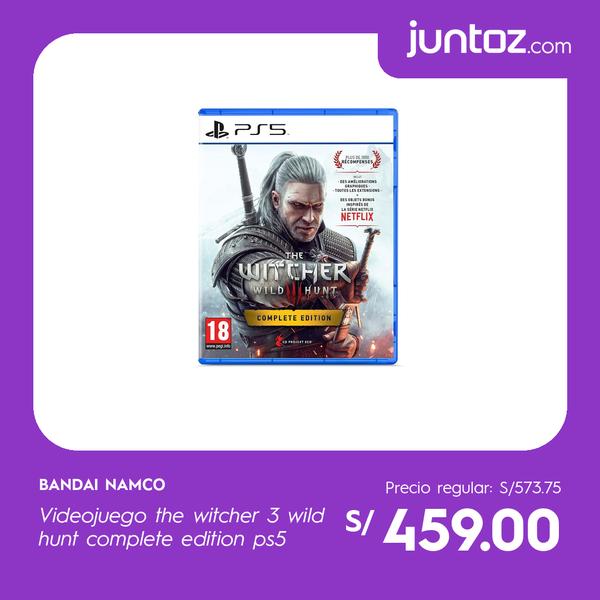 juntoz.com
PS5
PLUS DE 1000
RÉCOMPENSES
INCLUT
· DES AMÉLIORATIONS
GRAPHIQUES ·
· TOUTES LES EXTENSIONS ·
+
DES OBJETS BONUS
INSPIRÉS DE
LA SÉRIE NETFLIX
NETFLIX
THE
WITCHER
WILD HUNT
COMPLETE EDITION
18
www.pegi.info
CD PROJEKT RED
BANDAI NAMCO
Precio regular: S/573.75
Videojuego the witcher 3 wild
hunt complete edition ps5
S/ 459.00